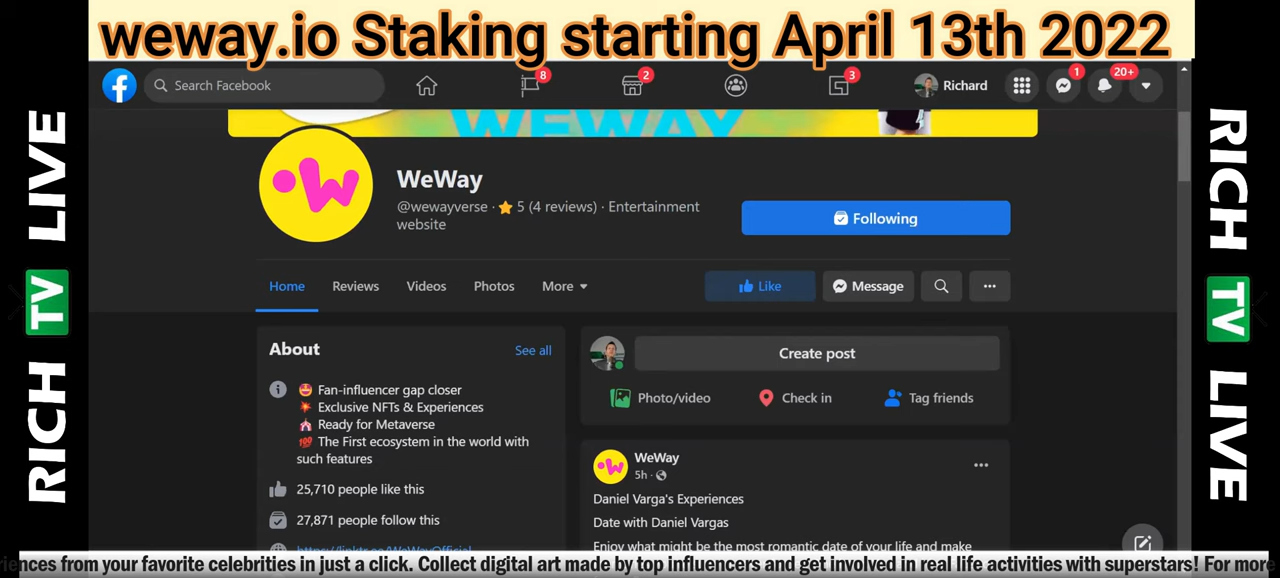 weway.io Staking starting April 13th 2022
Search Facebook
8
2
3
Richard
1
20+
WEWAY
WeWay
@wewayverse · 5 (4 reviews) · Entertainment
website
Following
Home
Reviews
Videos
Photos
More
Like
Message
About
See all
Fan-influencer gap closer
Exclusive NFTs & Experiences
Ready for Metaverse
💯 The First ecosystem in the world with
such features
25,710 people like this
27,871 people follow this
https://linktr.ee/WeWayOfficial
Create post
Photo/video
Check in
Tag friends
WeWay
5h ·
Daniel Varga's Experiences
Date with Daniel Vargas
Enjoy what might be the most romantic date of your life and make
RICH TV LIVE
RICH TV LIVE
iences from your favorite celebrities in just a click. Collect digital art made by top influencers and get involved in real life activities with superstars! For more